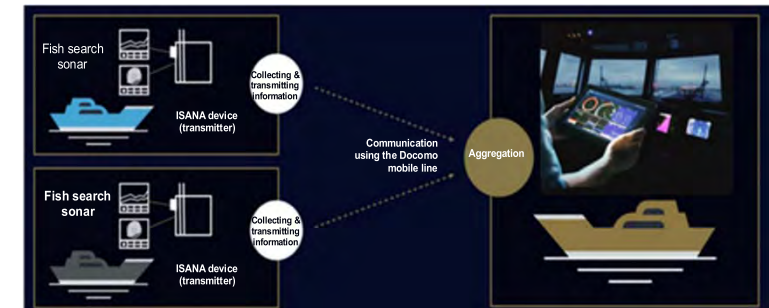 Fish search
sonar
ISANA device
(transmitter)
Collecting &
transmitting
information
Communication
using the Docomo
mobile line
Aggregation
Fish search
sonar
ISANA device
(transmitter)
Collecting &
transmitting
information